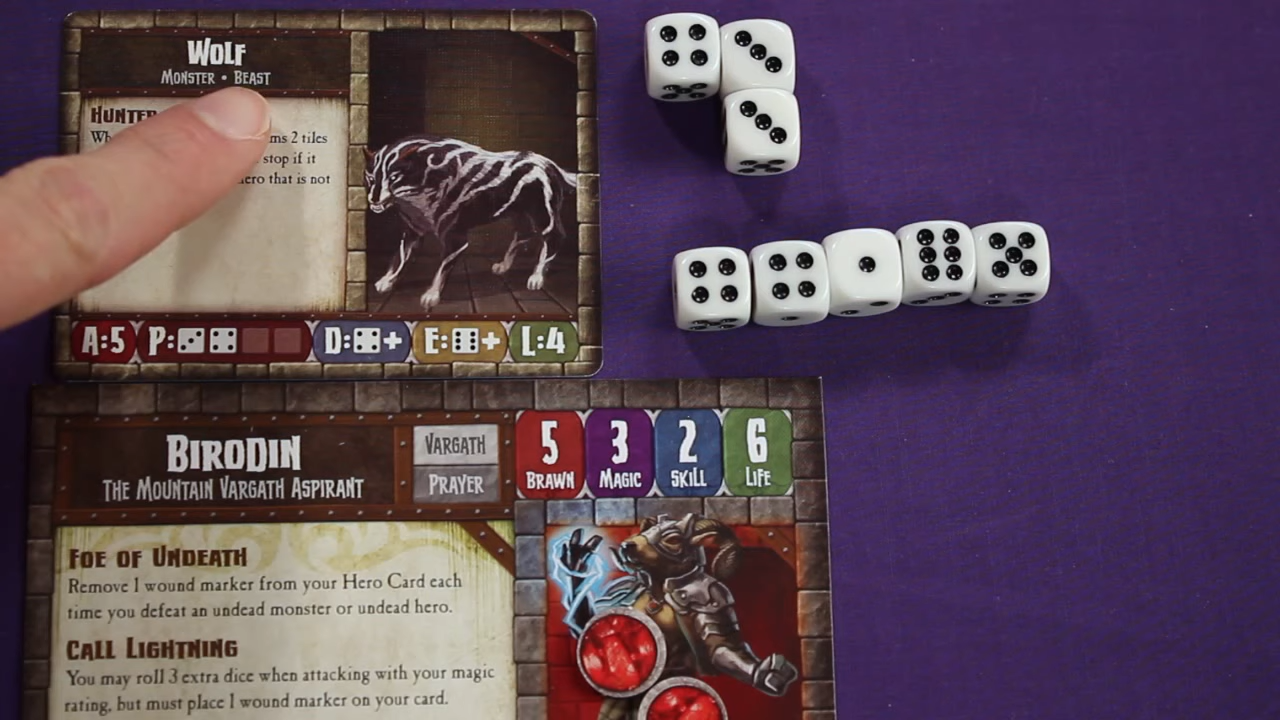 WOLF
MONSTER • BEAST
HUNTER
ms 2 tiles
stop if it
ero that is not
A:5 P: D: + E: + L:4
BIRODIN
THE MOUNTAIN VARGATH ASPIRANT
VARGATH
PRAYER
5 BRAWN
3 MAGIC
2 SKILL
6 LIFE
FOE OF UNDEATH
Remove 1 wound marker from your Hero Card each
time you defeat an undead monster or undead hero.
CALL LIGHTNING
You may roll 3 extra dice when attacking with your magic
rating, but must place 1 wound marker on your card.